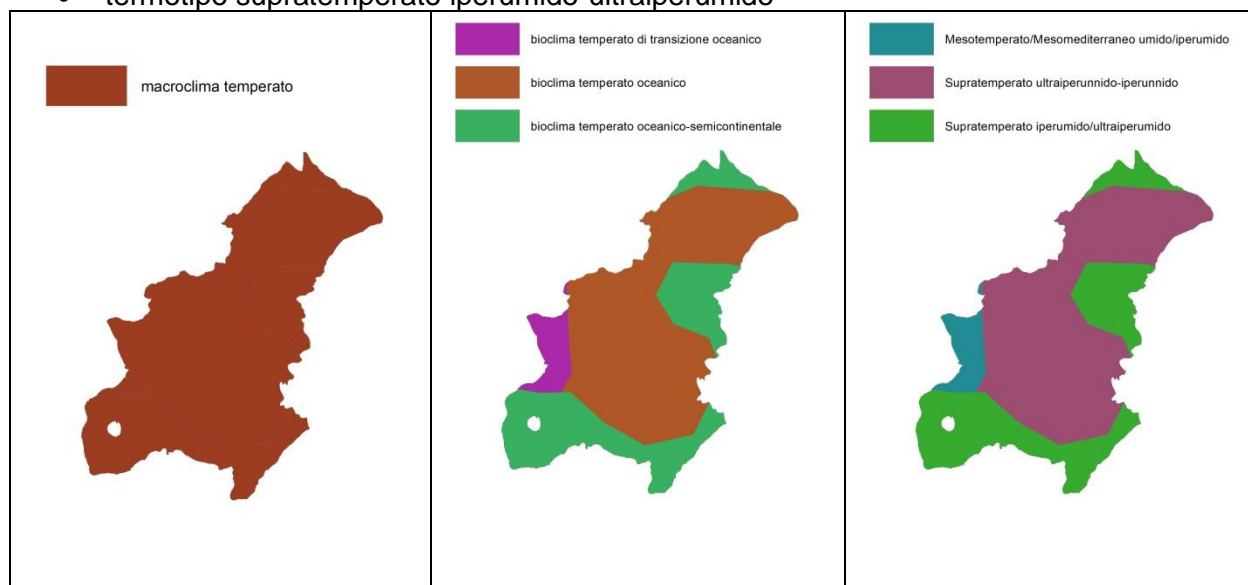 • termotipo supratemperato iperumido-ultraiperumido
macroclima temperato
bioclima temperato di transizione oceanico
bioclima temperato oceanico
bioclima temperato oceanico-semicontinentale
Mesotemperato/Mesomediterraneo umido/iperumido
Supratemperato ultraiperunnido-iperunnido
Supratemperato iperumido/ultraiperumido